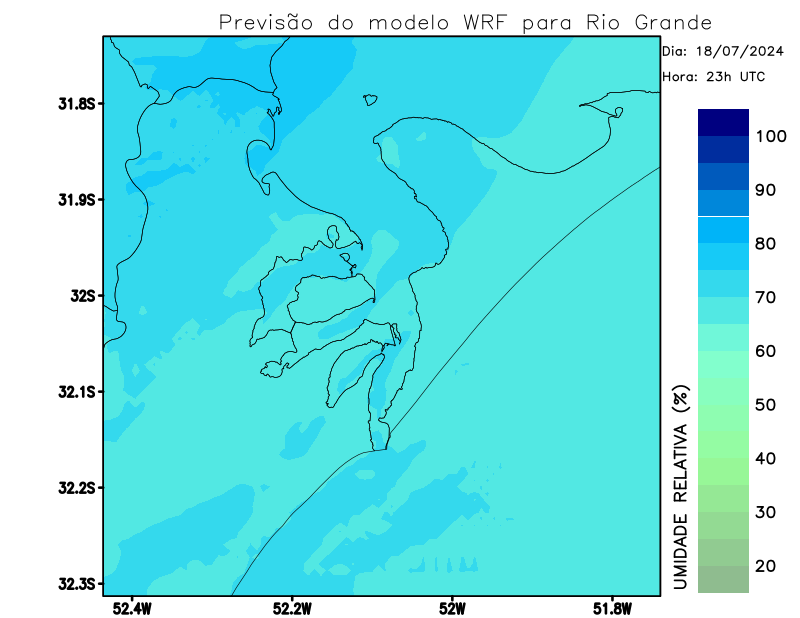 Previsão do modelo WRF para Rio Grande
Dia: 18/07/2024
Hora: 23h UTC
31.8S
31.9S
32S
32.1S
32.2S
32.3S
52.4W
52.2W
52W
51.8W
UMIDADE RELATIVA (%)
100
90
80
70
60
50
40
30
20